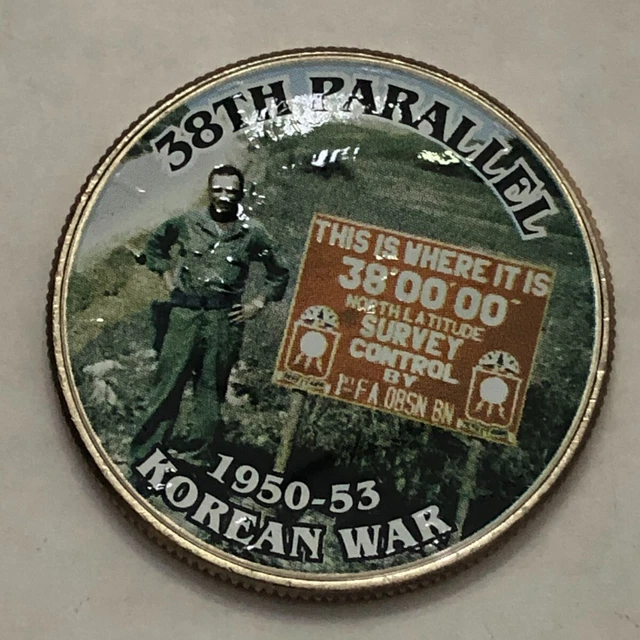 38TH PARALLEL
THIS IS WHERE IT IS
38°00'00"
NORTH LATITUDE
SURVEY
CONTROL
BY
1ST F A OBSN BN
1950-53
KOREAN WAR